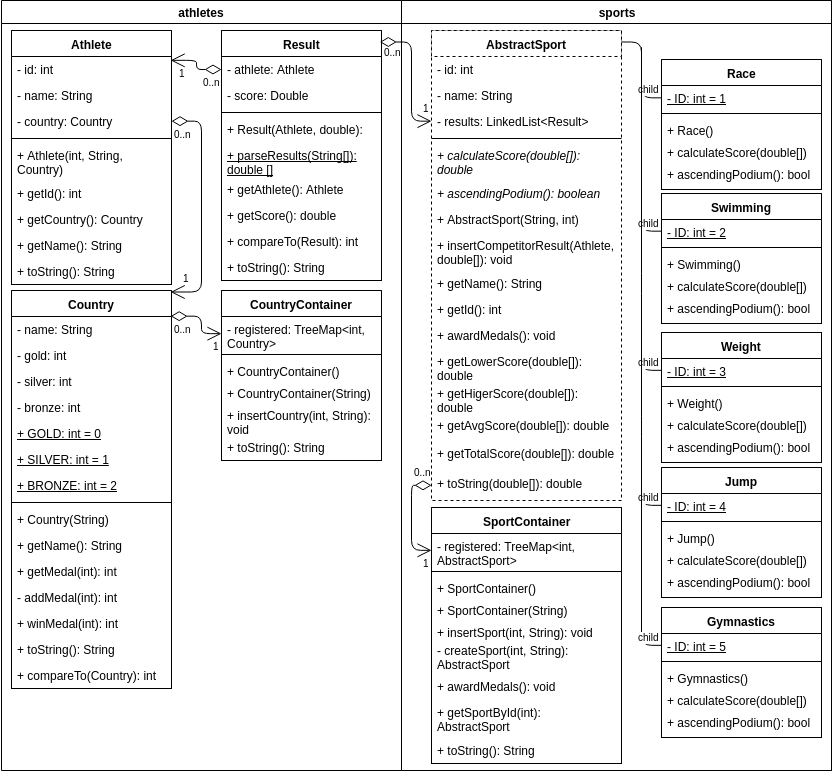 athletes
Athlete
- id: int
- name: String
- country: Country
+ Athlete(int, String,
Country)
+ getId(): int
+ getCountry(): Country
+ getName(): String
+ toString(): String
1
0..n
0..n
1
Result
- athlete: Athlete
- score: Double
+ Result(Athlete, double):
+ parseResults(String[]):
double []
+ getAthlete(): Athlete
+ getScore(): double
+ compareTo(Result): int
+ toString(): String
Country
- name: String
- gold: int
- silver: int
- bronze: int
+ GOLD: int = 0
+ SILVER: int = 1
+ BRONZE: int = 2
+ Country(String)
+ getName(): String
+ getMedal(int): int
- addMedal(int): int
+ winMedal(int): int
+ toString(): String
+ compareTo(Country): int
0..n
1
CountryContainer
- registered: TreeMap<int,
Country>
+ CountryContainer()
+ CountryContainer(String)
+ insertCountry(int, String):
void
+ toString(): String
sports
0..n
1
AbstractSport
- id: int
- name: String
- results: LinkedList<Result>
+ calculateScore(double[]):
double
+ ascendingPodium(): boolean
+ AbstractSport(String, int)
+ insertCompetitorResult(Athlete,
double[]): void
+ getName(): String
+ getId(): int
+ awardMedals(): void
+ getLowerScore(double[]):
double
+ getHigerScore(double[]):
double
+ getAvgScore(double[]): double
+ getTotalScore(double[]): double
+ toString(double[]): double
0..n
1
SportContainer
- registered: TreeMap<int,
AbstractSport>
+ SportContainer()
+ SportContainer(String)
+ insertSport(int, String): void
- createSport(int, String):
AbstractSport
+ awardMedals(): void
+ getSportById(int):
AbstractSport
+ toString(): String
child
Race
- ID: int = 1
+ Race()
+ calculateScore(double[])
+ ascendingPodium(): bool
child
Swimming
- ID: int = 2
+ Swimming()
+ calculateScore(double[])
+ ascendingPodium(): bool
child
Weight
- ID: int = 3
+ Weight()
+ calculateScore(double[])
+ ascendingPodium(): bool
child
Jump
- ID: int = 4
+ Jump()
+ calculateScore(double[])
+ ascendingPodium(): bool
child
Gymnastics
- ID: int = 5
+ Gymnastics()
+ calculateScore(double[])
+ ascendingPodium(): bool